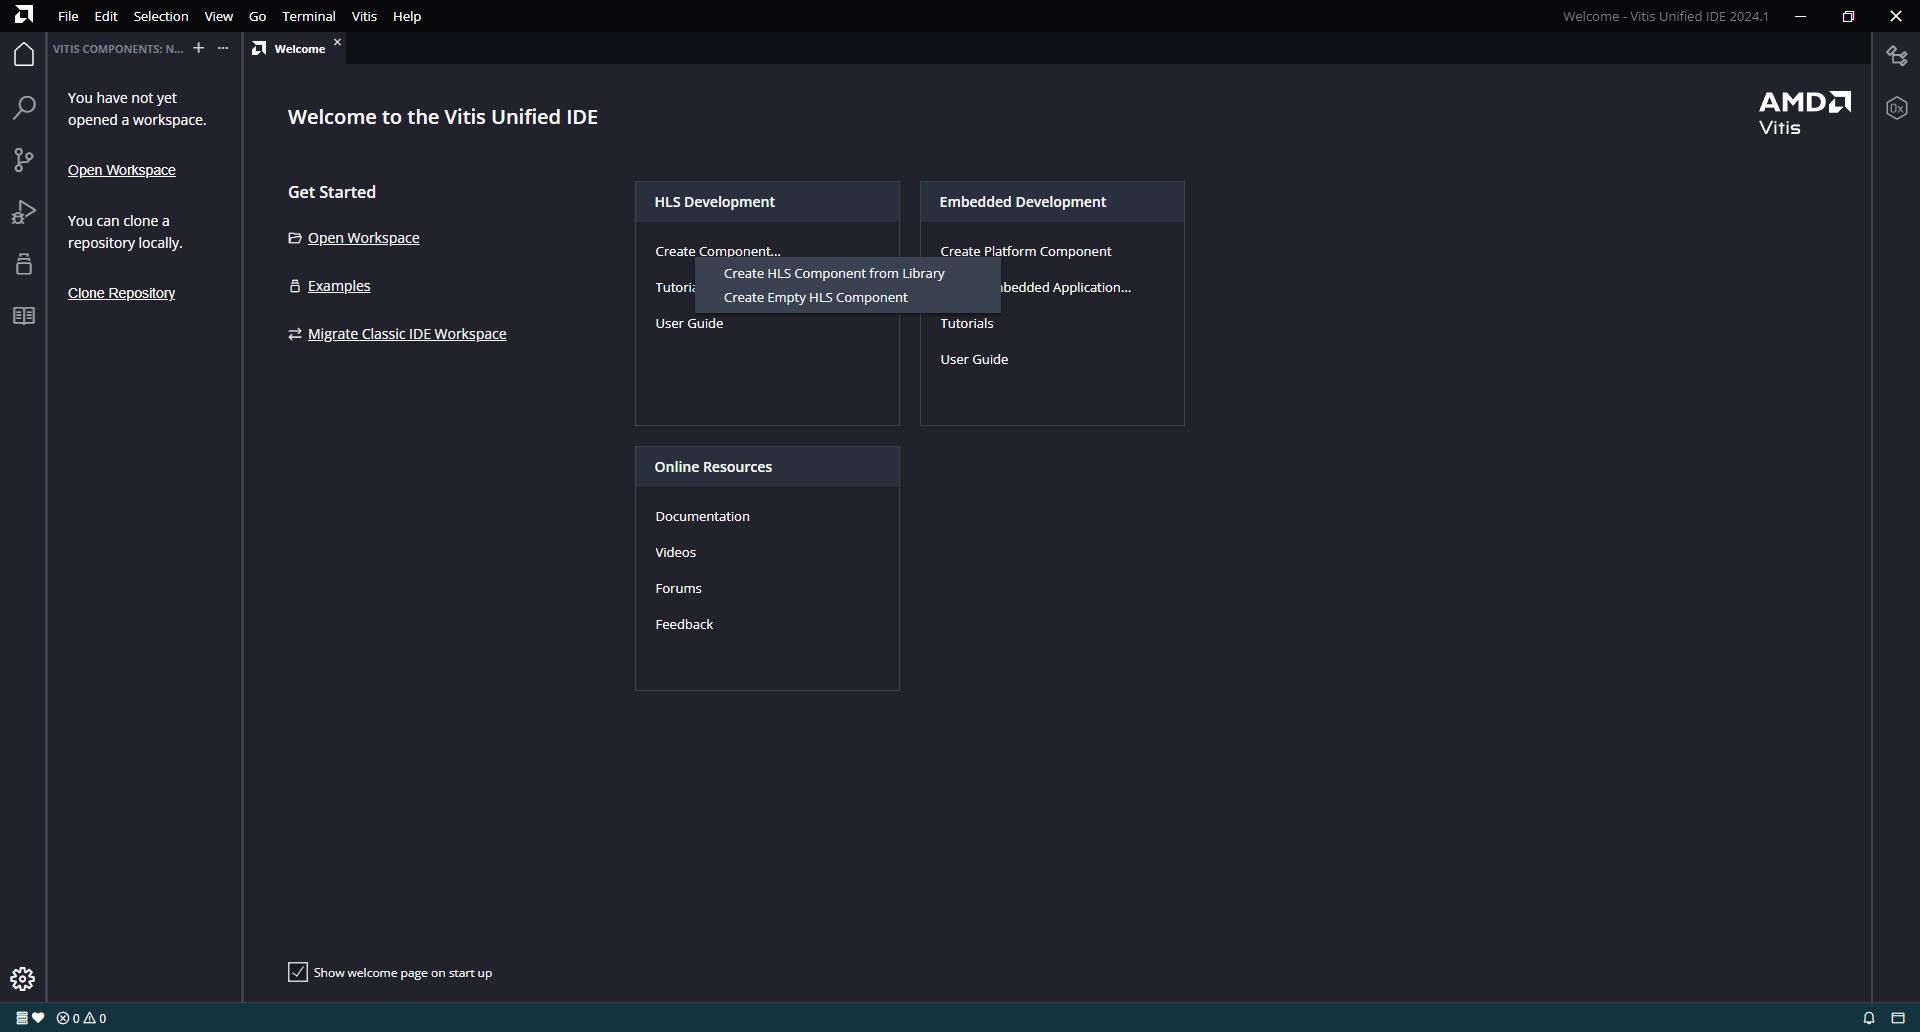 File Edit Selection View Go Terminal Vitis Help
Welcome - Vitis Unified IDE 2024.1
VITIS COMPONENTS: N...
Welcome
You have not yet
opened a workspace.
Open Workspace
You can clone a
repository locally.
Clone Repository
Welcome to the Vitis Unified IDE
AMD
Vitis
Get Started
Open Workspace
Examples
Migrate Classic IDE Workspace
HLS Development
Create Component...
Create HLS Component from Library
Create Empty HLS Component
User Guide
Embedded Development
Create Platform Component
Application...
Tutorials
User Guide
Online Resources
Documentation
Videos
Forums
Feedback
Show welcome page on start up
0 0
0x